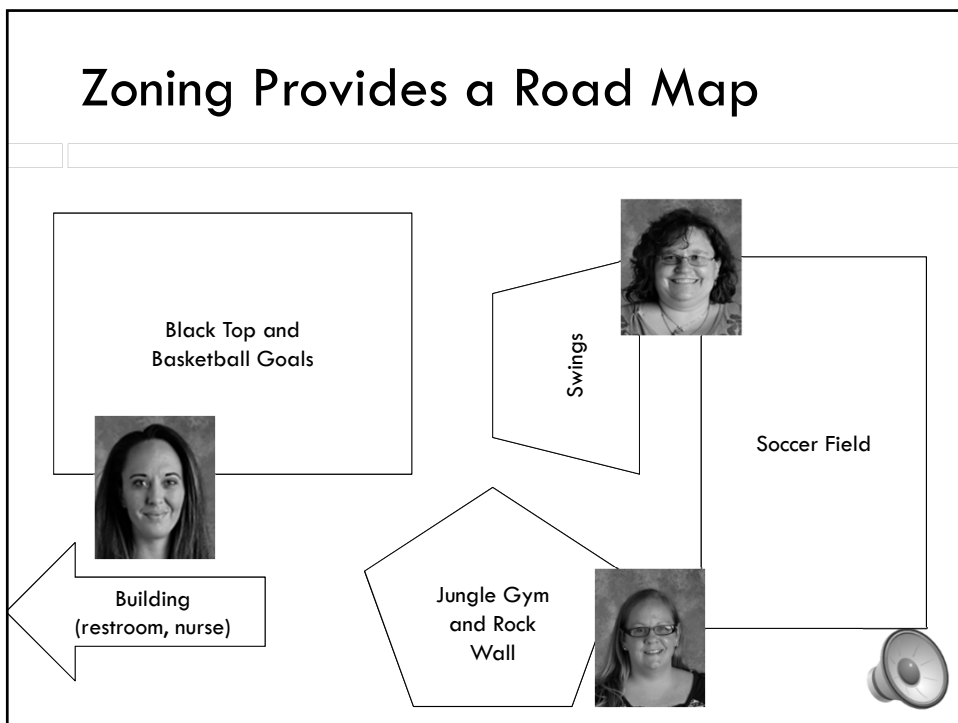 Zoning Provides a Road Map
Black Top and
Basketball Goals
Swings
Soccer Field
Building
(restroom, nurse)
Jungle Gym
and Rock
Wall